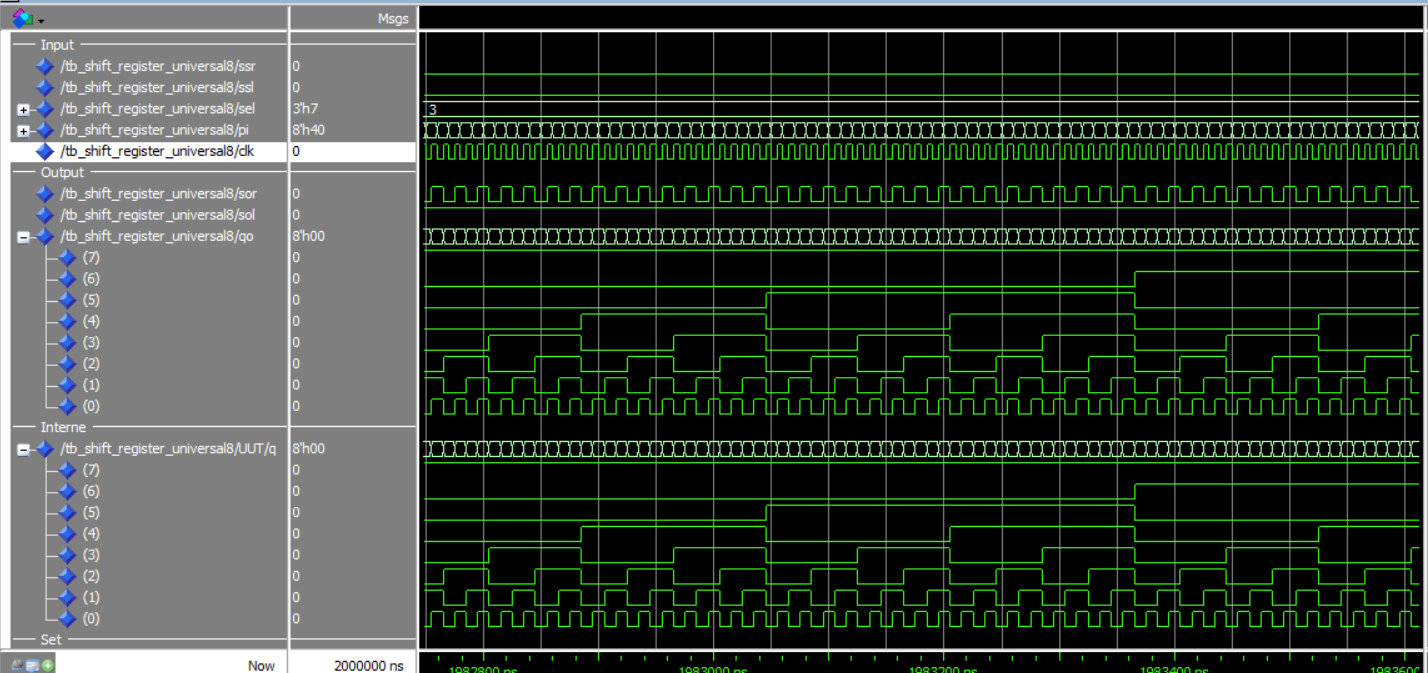 Msgs
Input
/tb_shift_register_universal8/ssr 0
/tb_shift_register_universal8/ssl 0
/tb_shift_register_universal8/sel 3'h7 3
/tb_shift_register_universal8/pi 8'h40
/tb_shift_register_universal8/clk 0
Output
/tb_shift_register_universal8/sor 0
/tb_shift_register_universal8/sol 0
/tb_shift_register_universal8/qo 8'h00
(7) 0
(6) 0
(5) 0
(4) 0
(3) 0
(2) 0
(1) 0
(0) 0
Interne
/tb_shift_register_universal8/UUT/q 8'h00
(7) 0
(6) 0
(5) 0
(4) 0
(3) 0
(2) 0
(1) 0
(0) 0
Set
Now 2000000 ns 1982800 ns 1983000 ns 1983200 ns 1983400 ns 198360